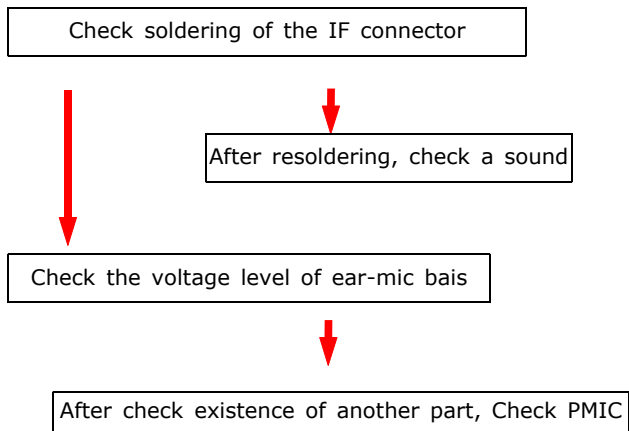 Check soldering of the IF connector
After resoldering, check a sound
Check the voltage level of ear-mic bais
After check existence of another part, Check PMIC